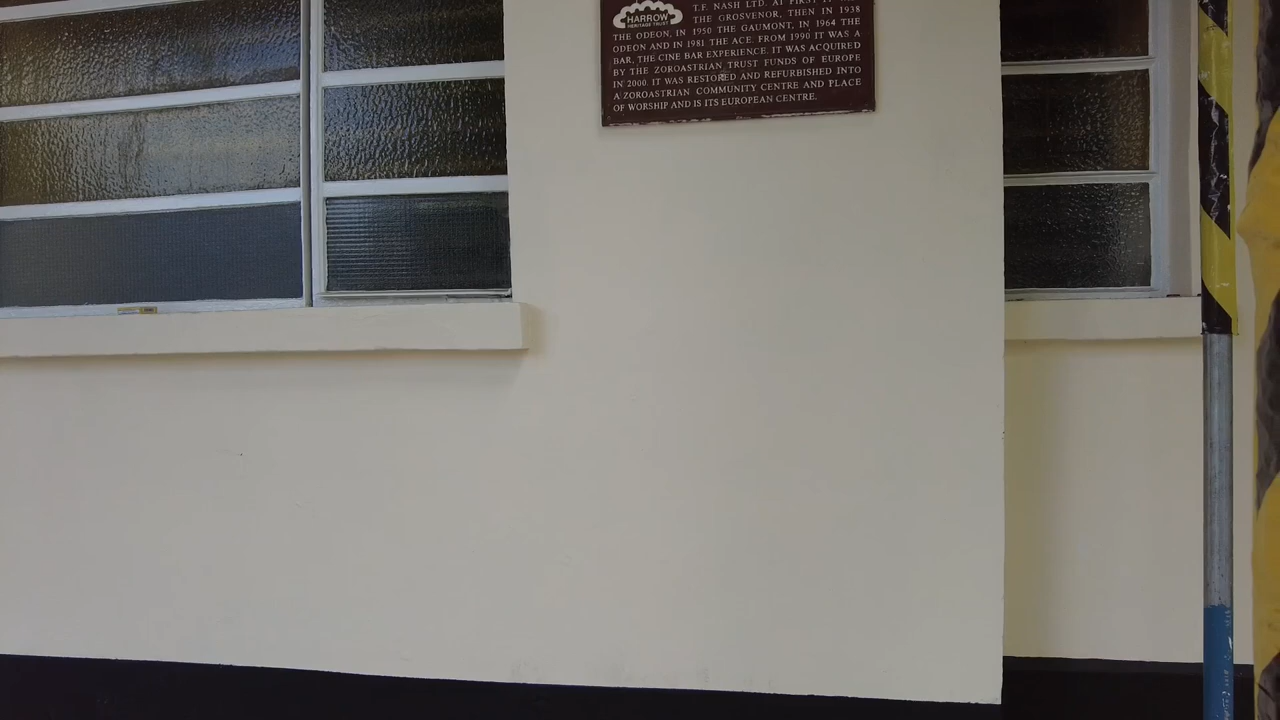 HARROW
HERITAGE TRUST
T.F. NASH LTD. AT FIRST IT
THE GROSVENOR, THEN IN 1938
THE ODEON, IN 1950 THE GAUMONT, IN 1964 THE
ODEON AND IN 1981 THE ACE. FROM 1990 IT WAS A
BAR, THE CINE BAR EXPERIENCE. IT WAS ACQUIRED
BY THE ZOROASTRIAN TRUST FUNDS OF EUROPE
IN 2000. IT WAS RESTORED AND REFURBISHED INTO
A ZOROASTRIAN COMMUNITY CENTRE AND PLACE
OF WORSHIP AND IS ITS EUROPEAN CENTRE.